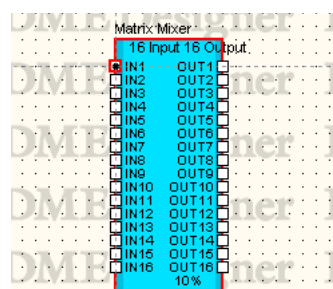 Matrix Mixer
16 Input 16 Output
IN1 OUT1
IN2 OUT2
IN3 OUT3
IN4 OUT4
IN5 OUT5
IN6 OUT6
IN7 OUT7
IN8 OUT8
IN9 OUT9
IN10 OUT10
IN11 OUT11
IN12 OUT12
IN13 OUT13
IN14 OUT14
IN15 OUT15
IN16 OUT16
10%